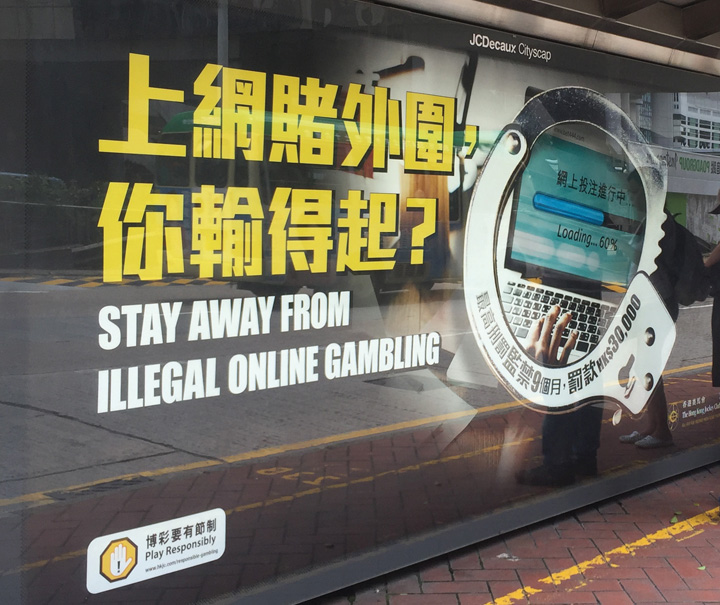 JCDecaux Cityscap
上網賭外圍，
你輸得起？
STAY AWAY FROM
ILLEGAL ONLINE GAMBLING
網上投注進行中...
Loading... 60%
最高刑罰監禁9個月，罰款HK$30,000
香港賽馬會
The Hong Kong Jockey Club
博彩要有節制
Play Responsibly
www.hkjc.com/responsible-gambling